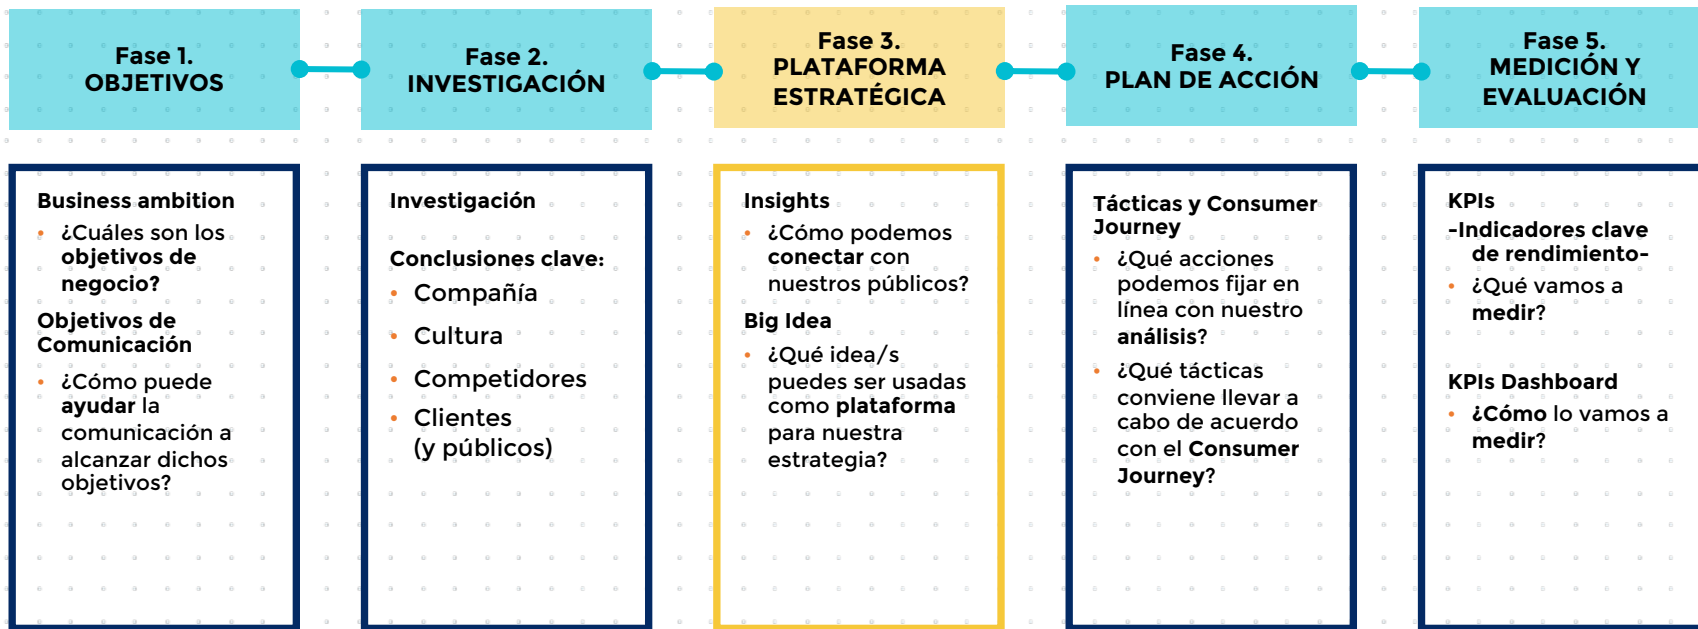 Fase 1.
OBJETIVOS
Fase 2.
INVESTIGACIÓN
Fase 3.
PLATAFORMA
ESTRATÉGICA
Fase 4.
PLAN DE ACCIÓN
Fase 5.
MEDICIÓN Y
EVALUACIÓN
Business ambition
• ¿Cuáles son los
objetivos de
negocio?
Objetivos de
Comunicación
• ¿Cómo puede
ayudar la
comunicación a
alcanzar dichos
objetivos?
Investigación
Conclusiones clave:
• Compañía
• Cultura
• Competidores
• Clientes
(y públicos)
Insights
• ¿Cómo podemos
conectar con
nuestros públicos?
Big Idea
• ¿Qué idea/s
puedes ser usadas
como plataforma
para nuestra
estrategia?
Tácticas y Consumer
Journey
• ¿Qué acciones
podemos fijar en
línea con nuestro
análisis?
• ¿Qué tácticas
conviene llevar a
cabo de acuerdo
con el Consumer
Journey?
KPIs
-Indicadores clave
de rendimiento-
• ¿Qué vamos a
medir?
KPIs Dashboard
• ¿Cómo lo vamos a
medir?